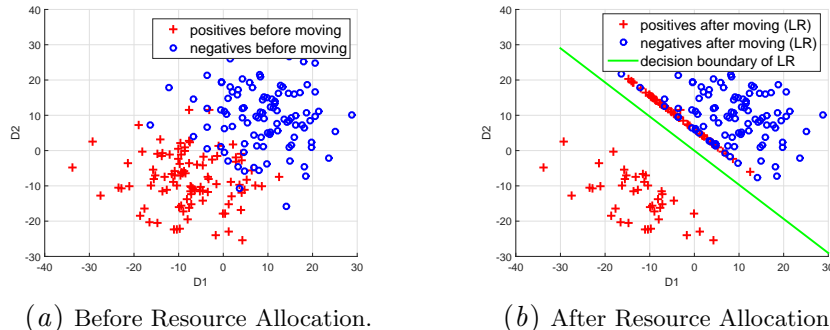 40
30
20
10
0
-10
-20
-30
D2
positives before moving
negatives before moving
-40 -30 -20 -10 0 10 20 30
D1
(a) Before Resource Allocation.
40
30
20
10
0
-10
-20
-30
D2
positives after moving (LR)
negatives after moving (LR)
decision boundary of LR
-40 -30 -20 -10 0 10 20 30
D1
(b) After Resource Allocation